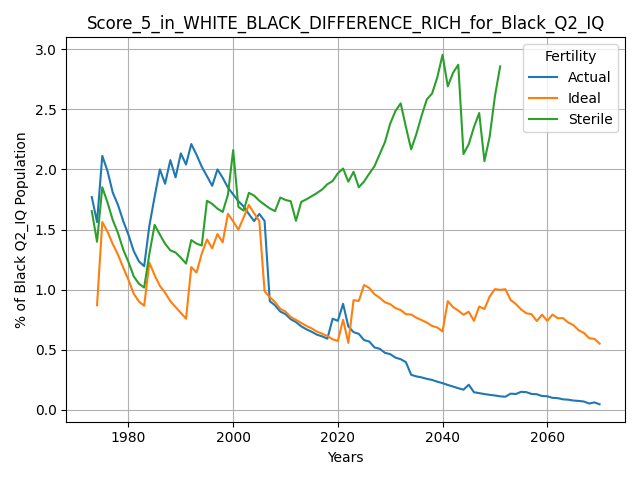 Score_5_in_WHITE_BLACK_DIFFERENCE_RICH_for_Black_Q2_IQ
% of Black Q2_IQ Population
3.0
2.5
2.0
1.5
1.0
0.5
0.0
Fertility
Actual
Ideal
Sterile
1980
2000
2020
2040
2060
Years